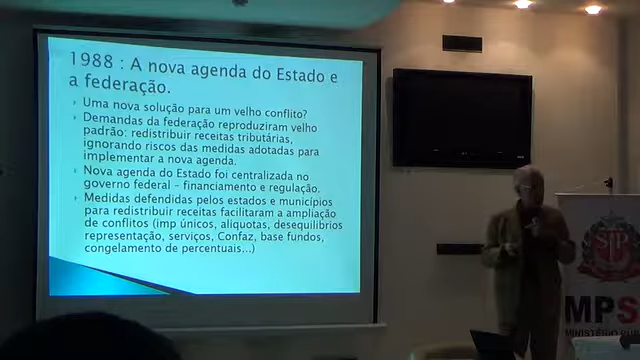 1988 : A nova agenda do Estado e
a federação.
Uma nova solução para um velho conflito?
Demandas da federação reproduziram velho
padrão: redistribuir receitas tributárias,
ignorando riscos das medidas adotadas para
implementar a nova agenda.
Nova agenda do Estado foi centralizada no
governo federal – financiamento e regulação.
Medidas defendidas pelos estados e municípios
para redistribuir receitas facilitaram a ampliação
de conflitos (imp únicos, alíquotas, desequilibrios
representação, serviços, Confaz, base fundos,
congelamento de percentuais...)
SP
MPS
MINISTÉRIO PÚB